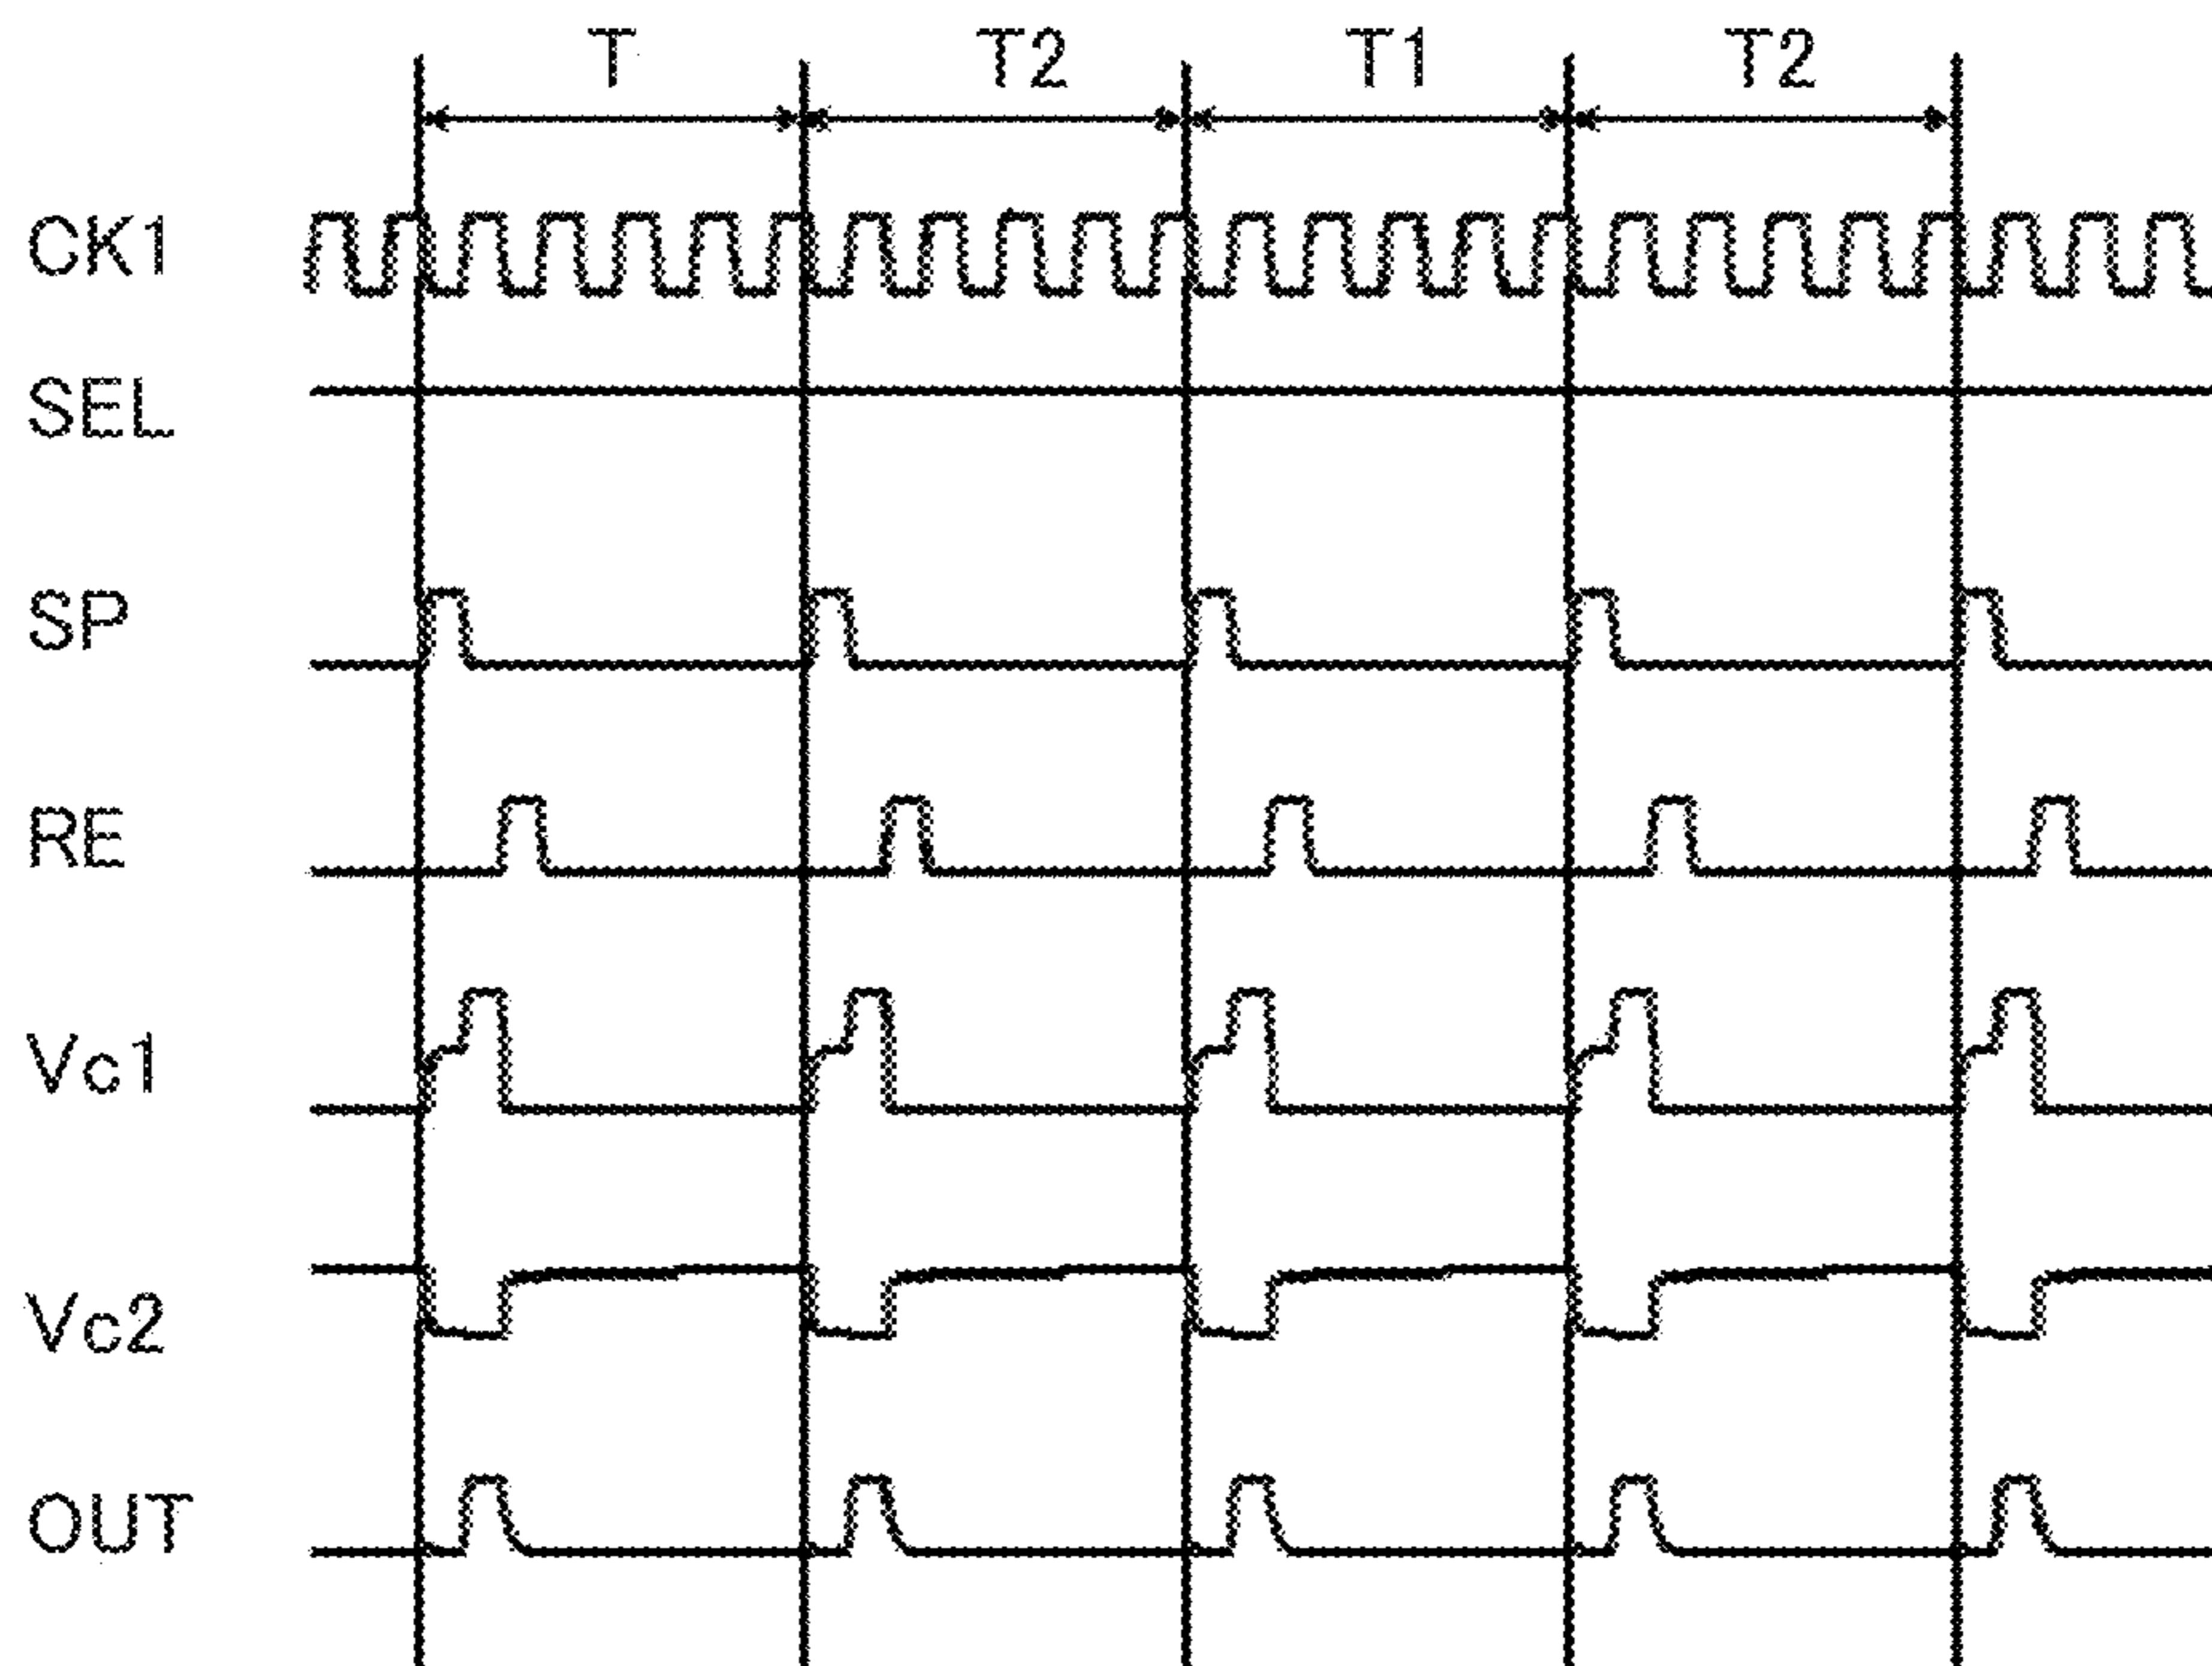 T T2 T1 T2
CK1
SEL
SP
RE
Vc1
Vc2
OUT